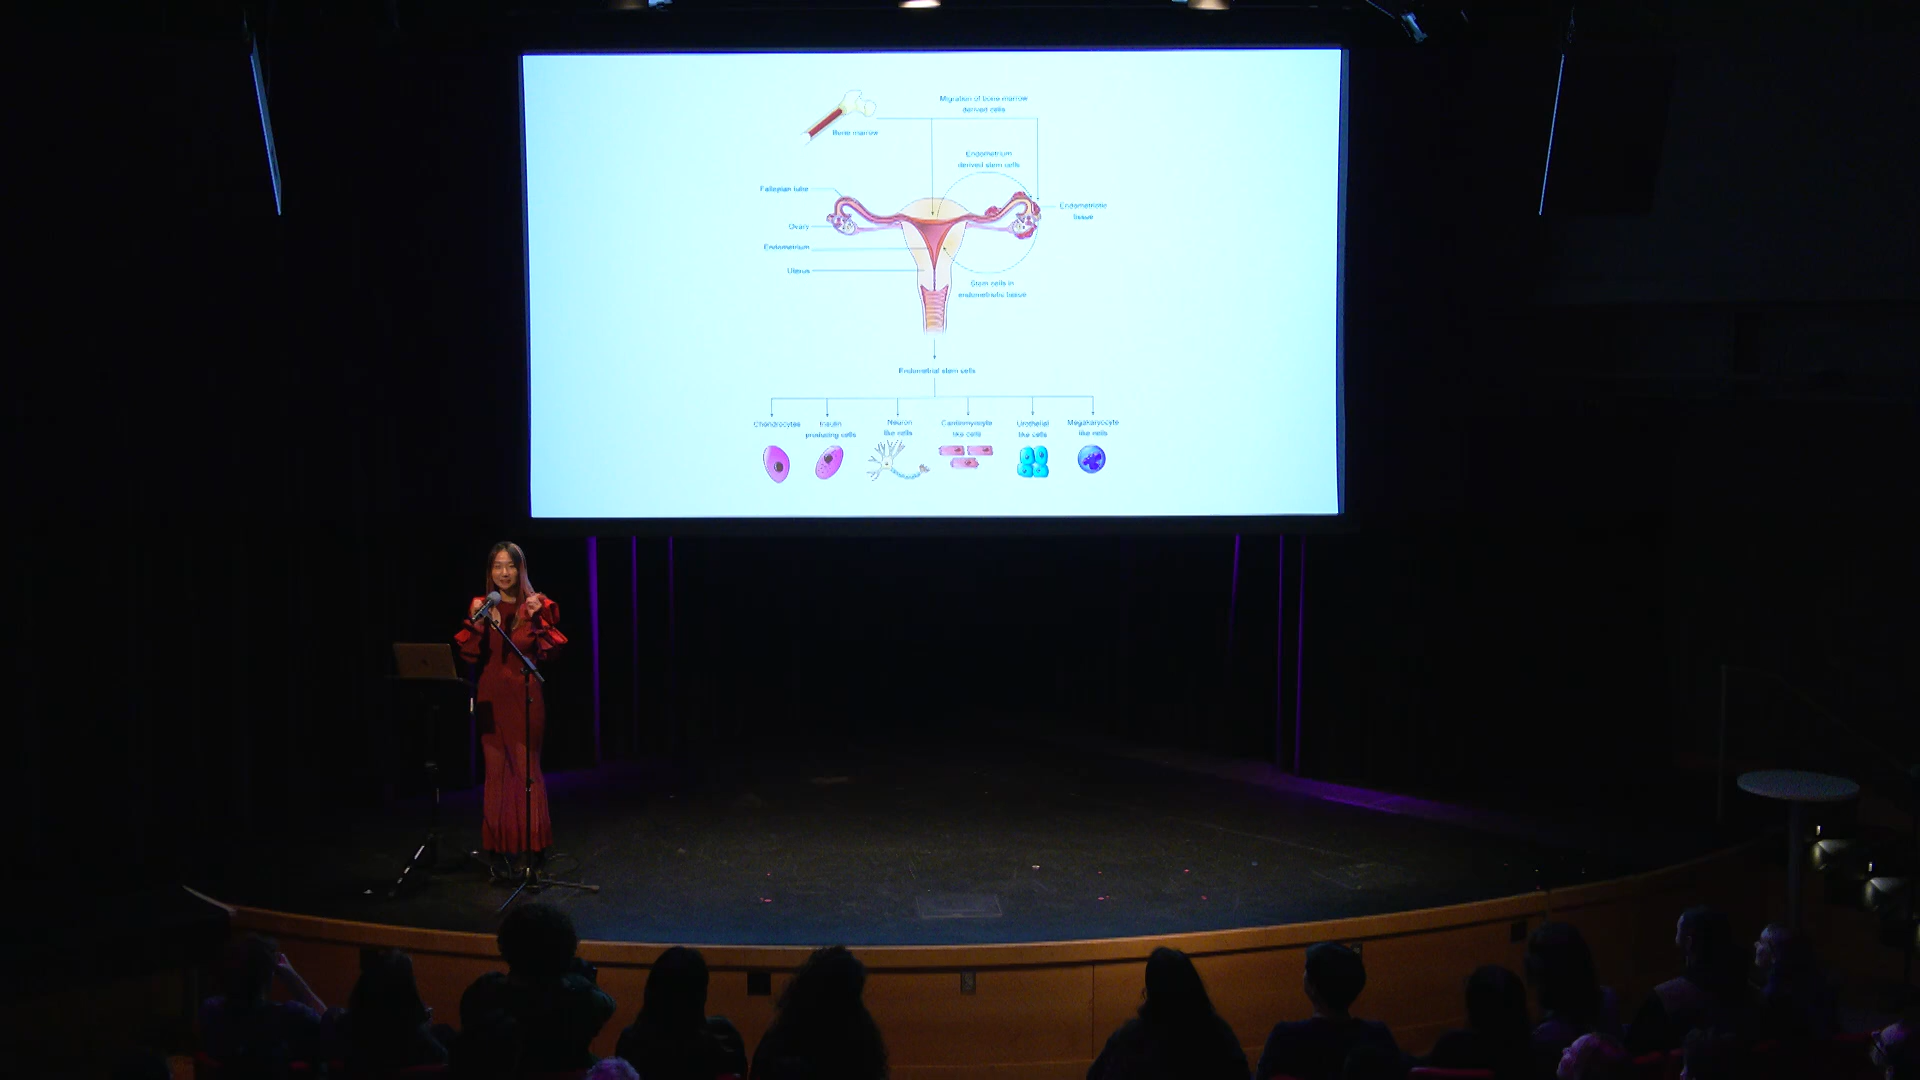 Migration of bone marrow
derived cells
Bone marrow
Endometrium
derived stem cells
Fallopian tube
Endometriotic
tissue
Ovary
Endometrium
Uterus
Stem cells in
endometriotic tissue
Endometrial stem cells
Chondrocytes
Insulin
producing cells
Neuron
like cells
Cardiomyocyte
like cells
Urothelial
like cells
Megakaryocyte
like cells